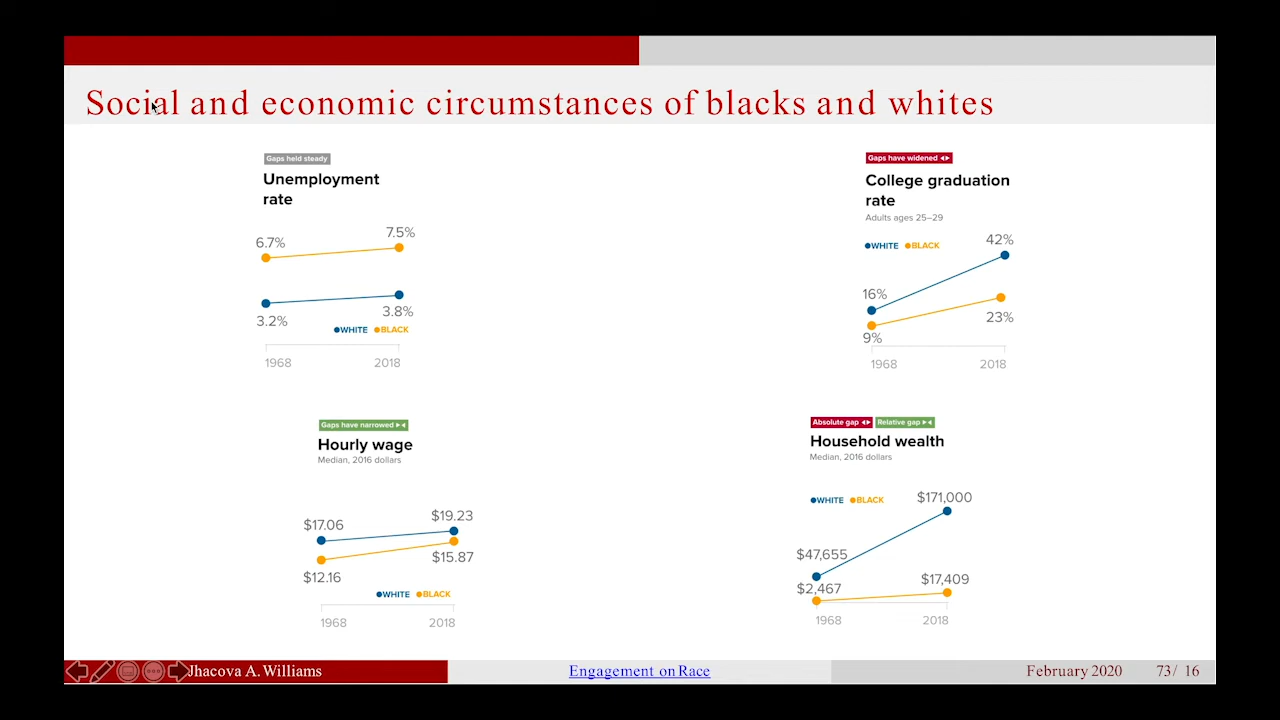 Social and economic circumstances of blacks and whites
Gaps held steady
Unemployment
rate
6.7%
7.5%
3.2%
3.8%
WHITE BLACK
1968 2018
Gaps have widened
College graduation
rate
Adults ages 25–29
WHITE BLACK
42%
16%
23%
9%
1968 2018
Gaps have narrowed
Hourly wage
Median, 2016 dollars
$17.06
$19.23
$15.87
$12.16
WHITE BLACK
1968 2018
Absolute gap Relative gap
Household wealth
Median, 2016 dollars
WHITE BLACK
$171,000
$47,655
$2,467
$17,409
1968 2018
Jhacova A. Williams Engagement on Race February 2020 73/ 16